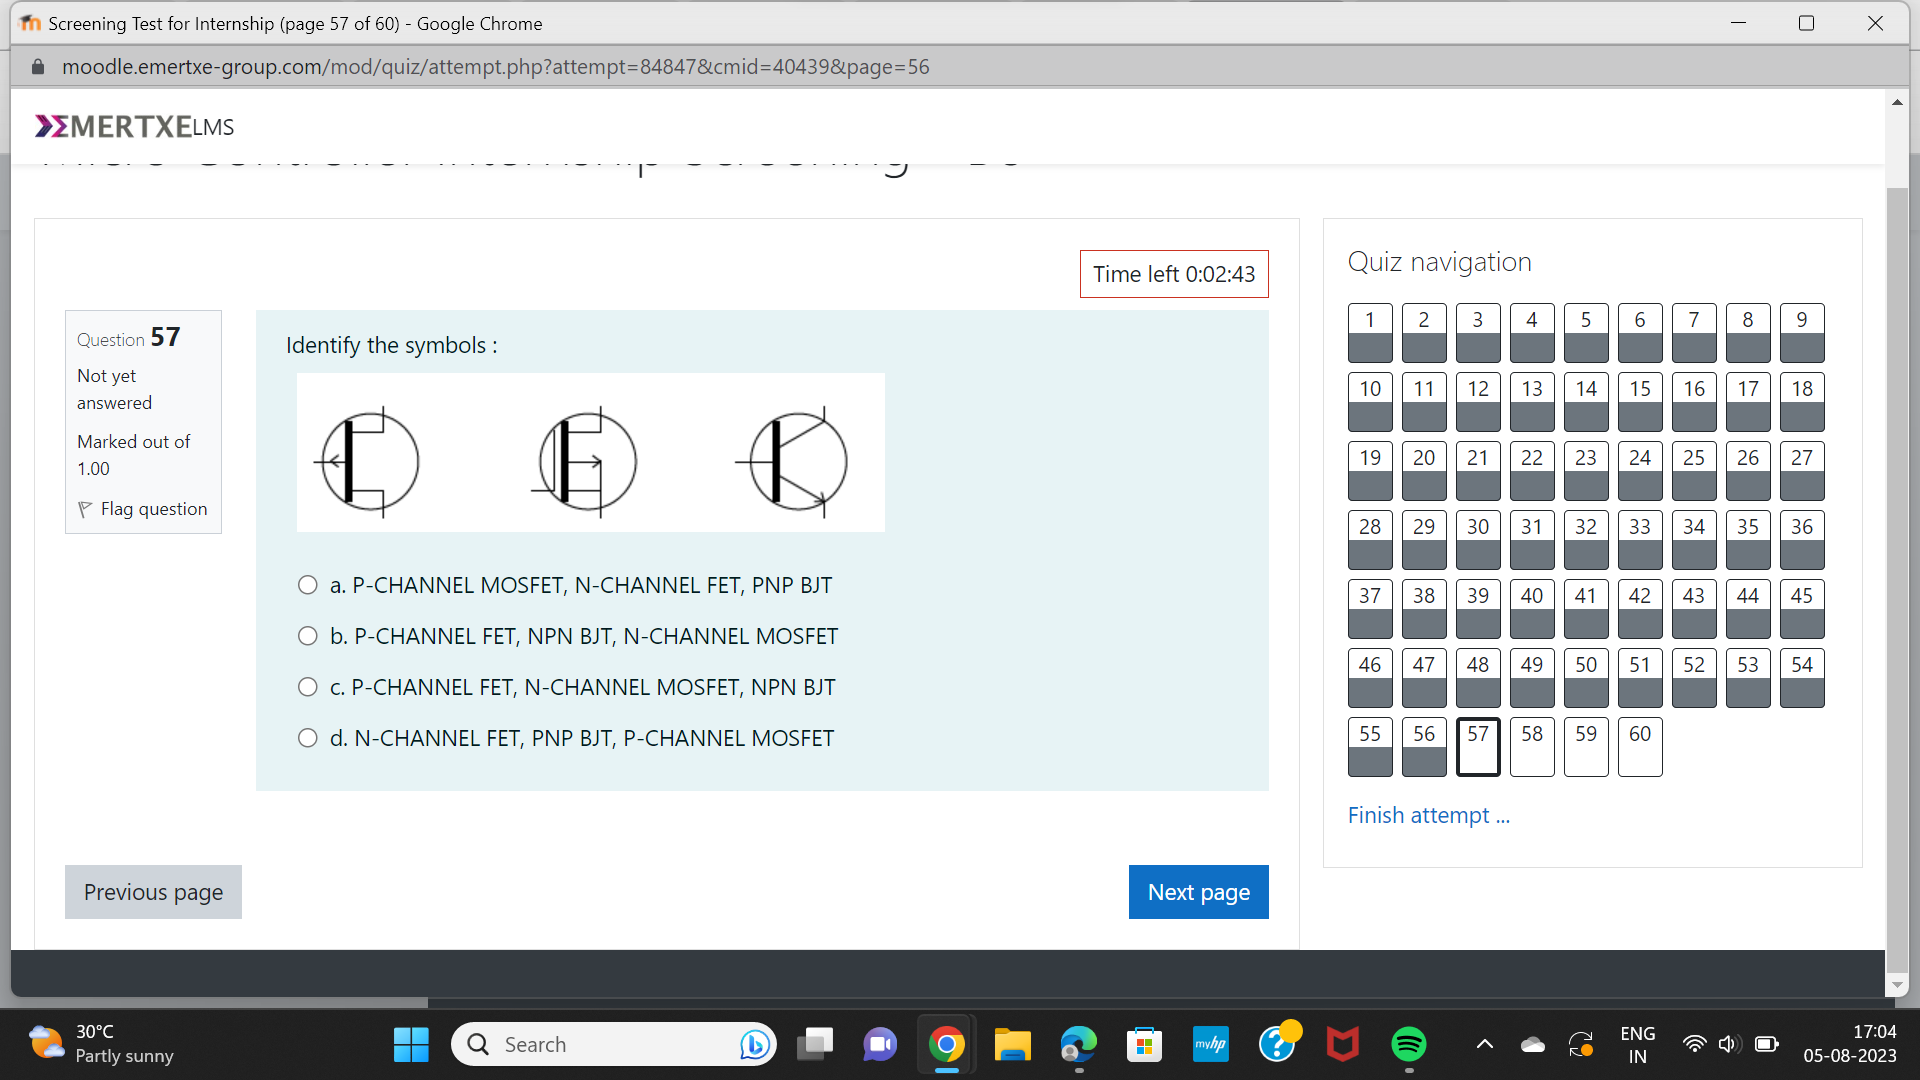 Screening Test for Internship (page 57 of 60) - Google Chrome
moodle.emertxe-group.com/mod/quiz/attempt.php?attempt=84847&cmid=40439&page=56
EMERTXE LMS
Time left 0:02:43
Question 57
Not yet
answered
Marked out of
1.00
Flag question
Identify the symbols :
a. P-CHANNEL MOSFET, N-CHANNEL FET, PNP BJT
b. P-CHANNEL FET, NPN BJT, N-CHANNEL MOSFET
c. P-CHANNEL FET, N-CHANNEL MOSFET, NPN BJT
d. N-CHANNEL FET, PNP BJT, P-CHANNEL MOSFET
Previous page
Next page
Quiz navigation
1 2 3 4 5 6 7 8 9
10 11 12 13 14 15 16 17 18
19 20 21 22 23 24 25 26 27
28 29 30 31 32 33 34 35 36
37 38 39 40 41 42 43 44 45
46 47 48 49 50 51 52 53 54
55 56 57 58 59 60
Finish attempt ...
30°C
Partly sunny
Search
myhp
ENG
IN
17:04
05-08-2023